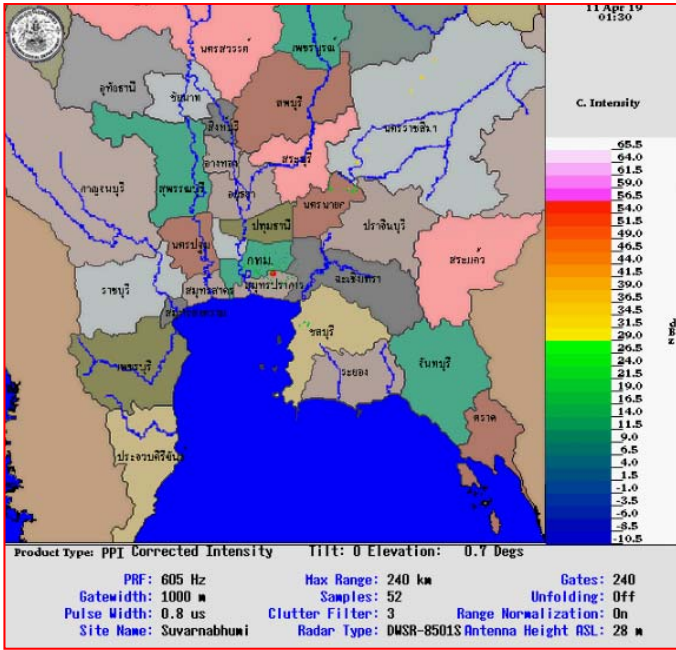 11 Apr 19
01:30
C. Intensity
นครสวรรค์
เพชรบูรณ์
อุทัยธานี
ชัยนาท
ลพบุรี
สิงห์บุรี
นครราชสีมา
อ่างทอง
สระบุรี
กาญจนบุรี
สุพรรณบุรี
อยุธยา
นครนายก
ปทุมธานี
ปราจีนบุรี
นครปฐม
กทม.
สระแก้ว
ราชบุรี
สมุทรสาคร
สมุทรปราการ
ฉะเชิงเทรา
ชลบุรี
เพชรบุรี
ระยอง
จันทบุรี
ตราด
ประจวบคีรีขันธ์
65.5
64.0
61.5
59.0
56.5
54.0
51.5
49.0
46.5
44.0
41.5
39.0
36.5
34.0
31.5
29.0
26.5
24.0
21.5
19.0
16.5
14.0
11.5
9.0
6.5
4.0
1.5
-1.0
-3.5
-6.0
-8.5
-10.5
Product Type: PPI Corrected Intensity Tilt: 0 Elevation: 0.7 Degs
PRF: 605 Hz Max Range: 240 km Gates: 240
Gatewidth: 1000 m Samples: 52 Unfolding: Off
Pulse Width: 0.8 us Clutter Filter: 3 Range Normalization: On
Site Name: Suvarnabhumi Radar Type: DWSR-8501S Antenna Height ASL: 28 m